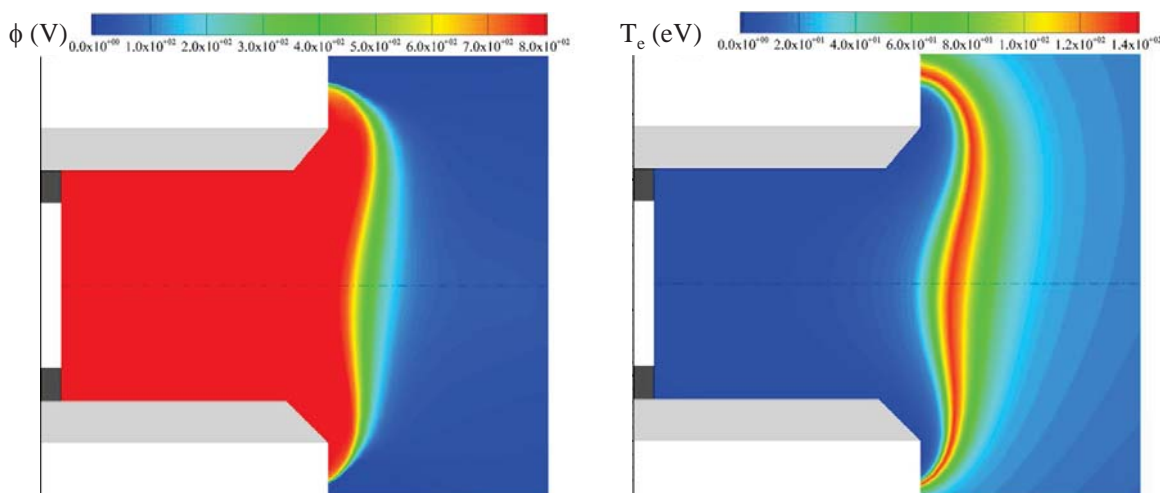 ϕ (V)
0.0x10⁺⁰⁰ 1.0x10⁺⁰² 2.0x10⁺⁰² 3.0x10⁺⁰² 4.0x10⁺⁰² 5.0x10⁺⁰² 6.0x10⁺⁰² 7.0x10⁺⁰² 8.0x10⁺⁰²
Tₑ (eV)
0.0x10⁺⁰⁰ 2.0x10⁺⁰¹ 4.0x10⁺⁰¹ 6.0x10⁺⁰¹ 8.0x10⁺⁰¹ 1.0x10⁺⁰² 1.2x10⁺⁰² 1.4x10⁺⁰²